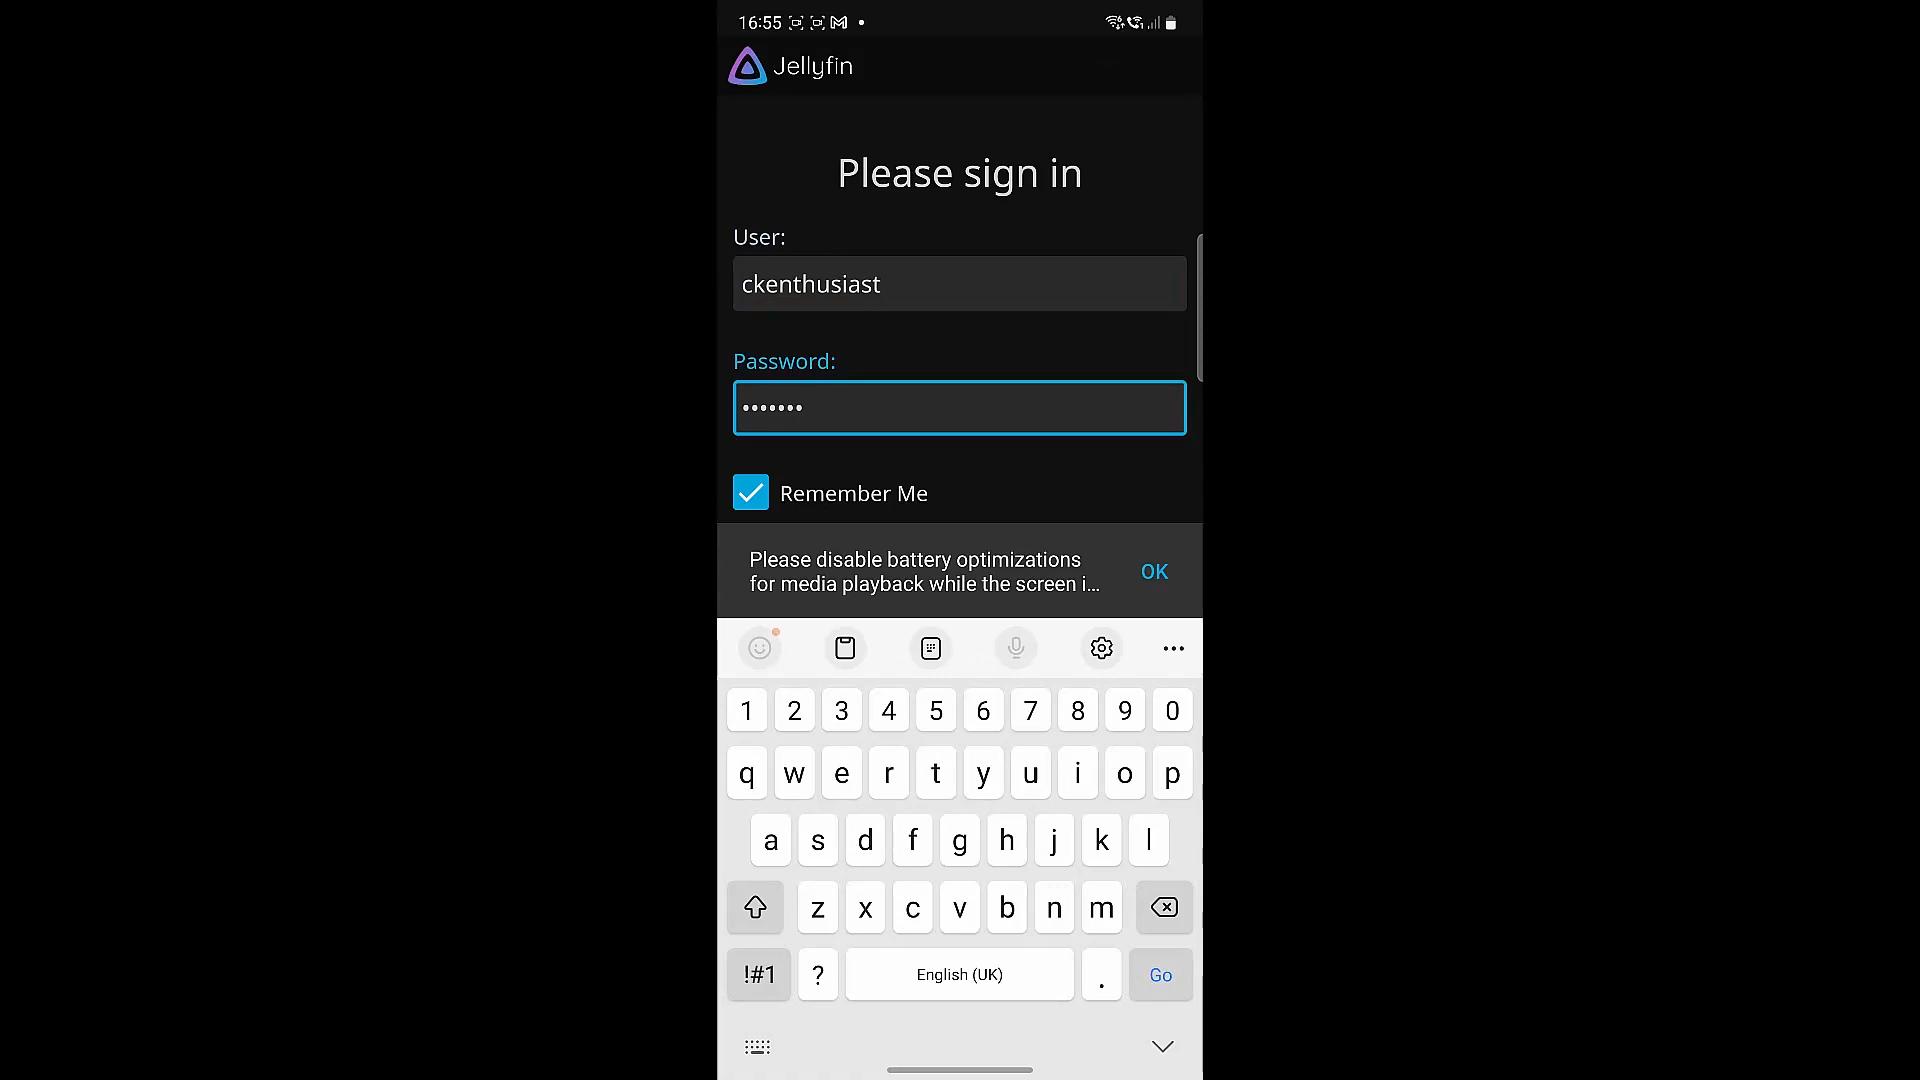 16:55
Jellyfin
Please sign in
User:
ckenthusiast
Password:
•••••••
Remember Me
Please disable battery optimizations
for media playback while the screen i...
OK
1 2 3 4 5 6 7 8 9 0
q w e r t y u i o p
a s d f g h j k l
z x c v b n m
!#1 ? English (UK) . Go